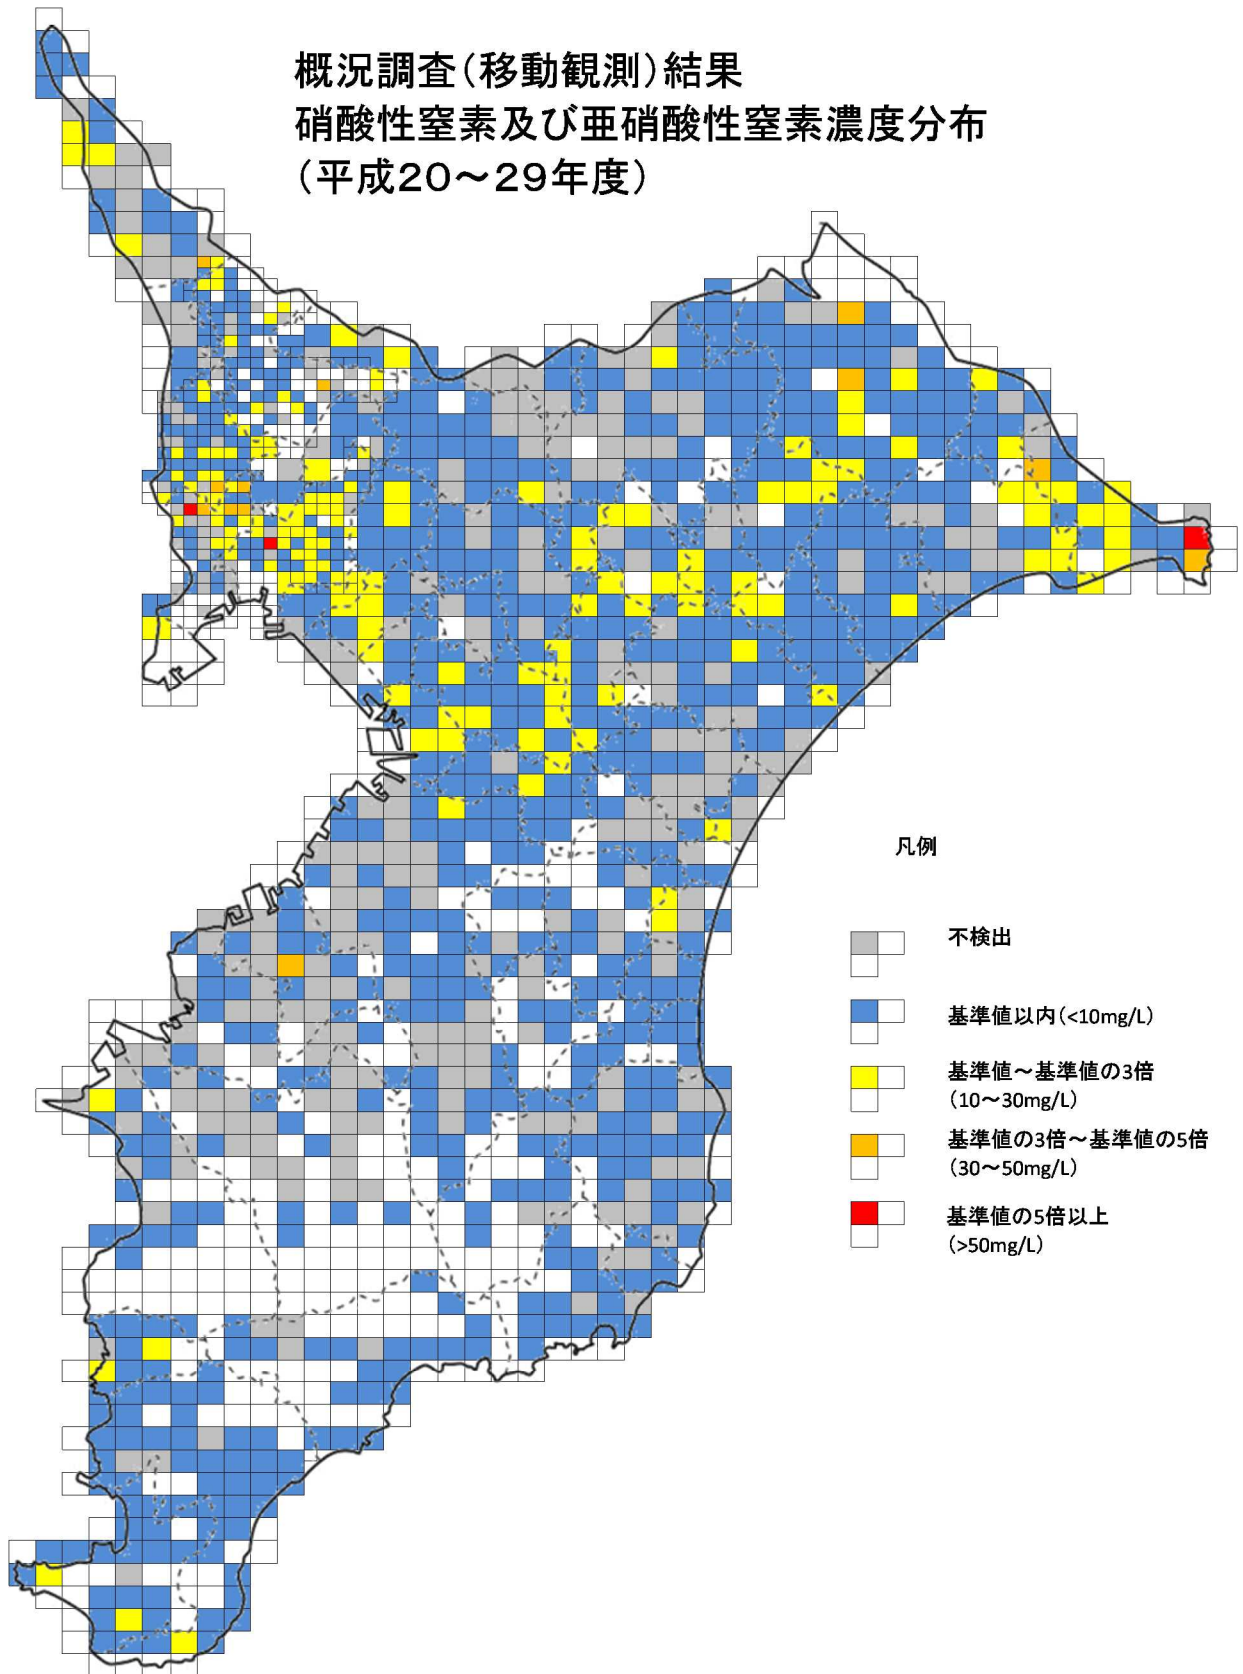 概況調査(移動観測)結果
硝酸性窒素及び亜硝酸性窒素濃度分布
(平成20～29年度)
凡例
不検出
基準値以内(<10mg/L)
基準値～基準値の3倍
(10～30mg/L)
基準値の3倍～基準値の5倍
(30～50mg/L)
基準値の5倍以上
(>50mg/L)